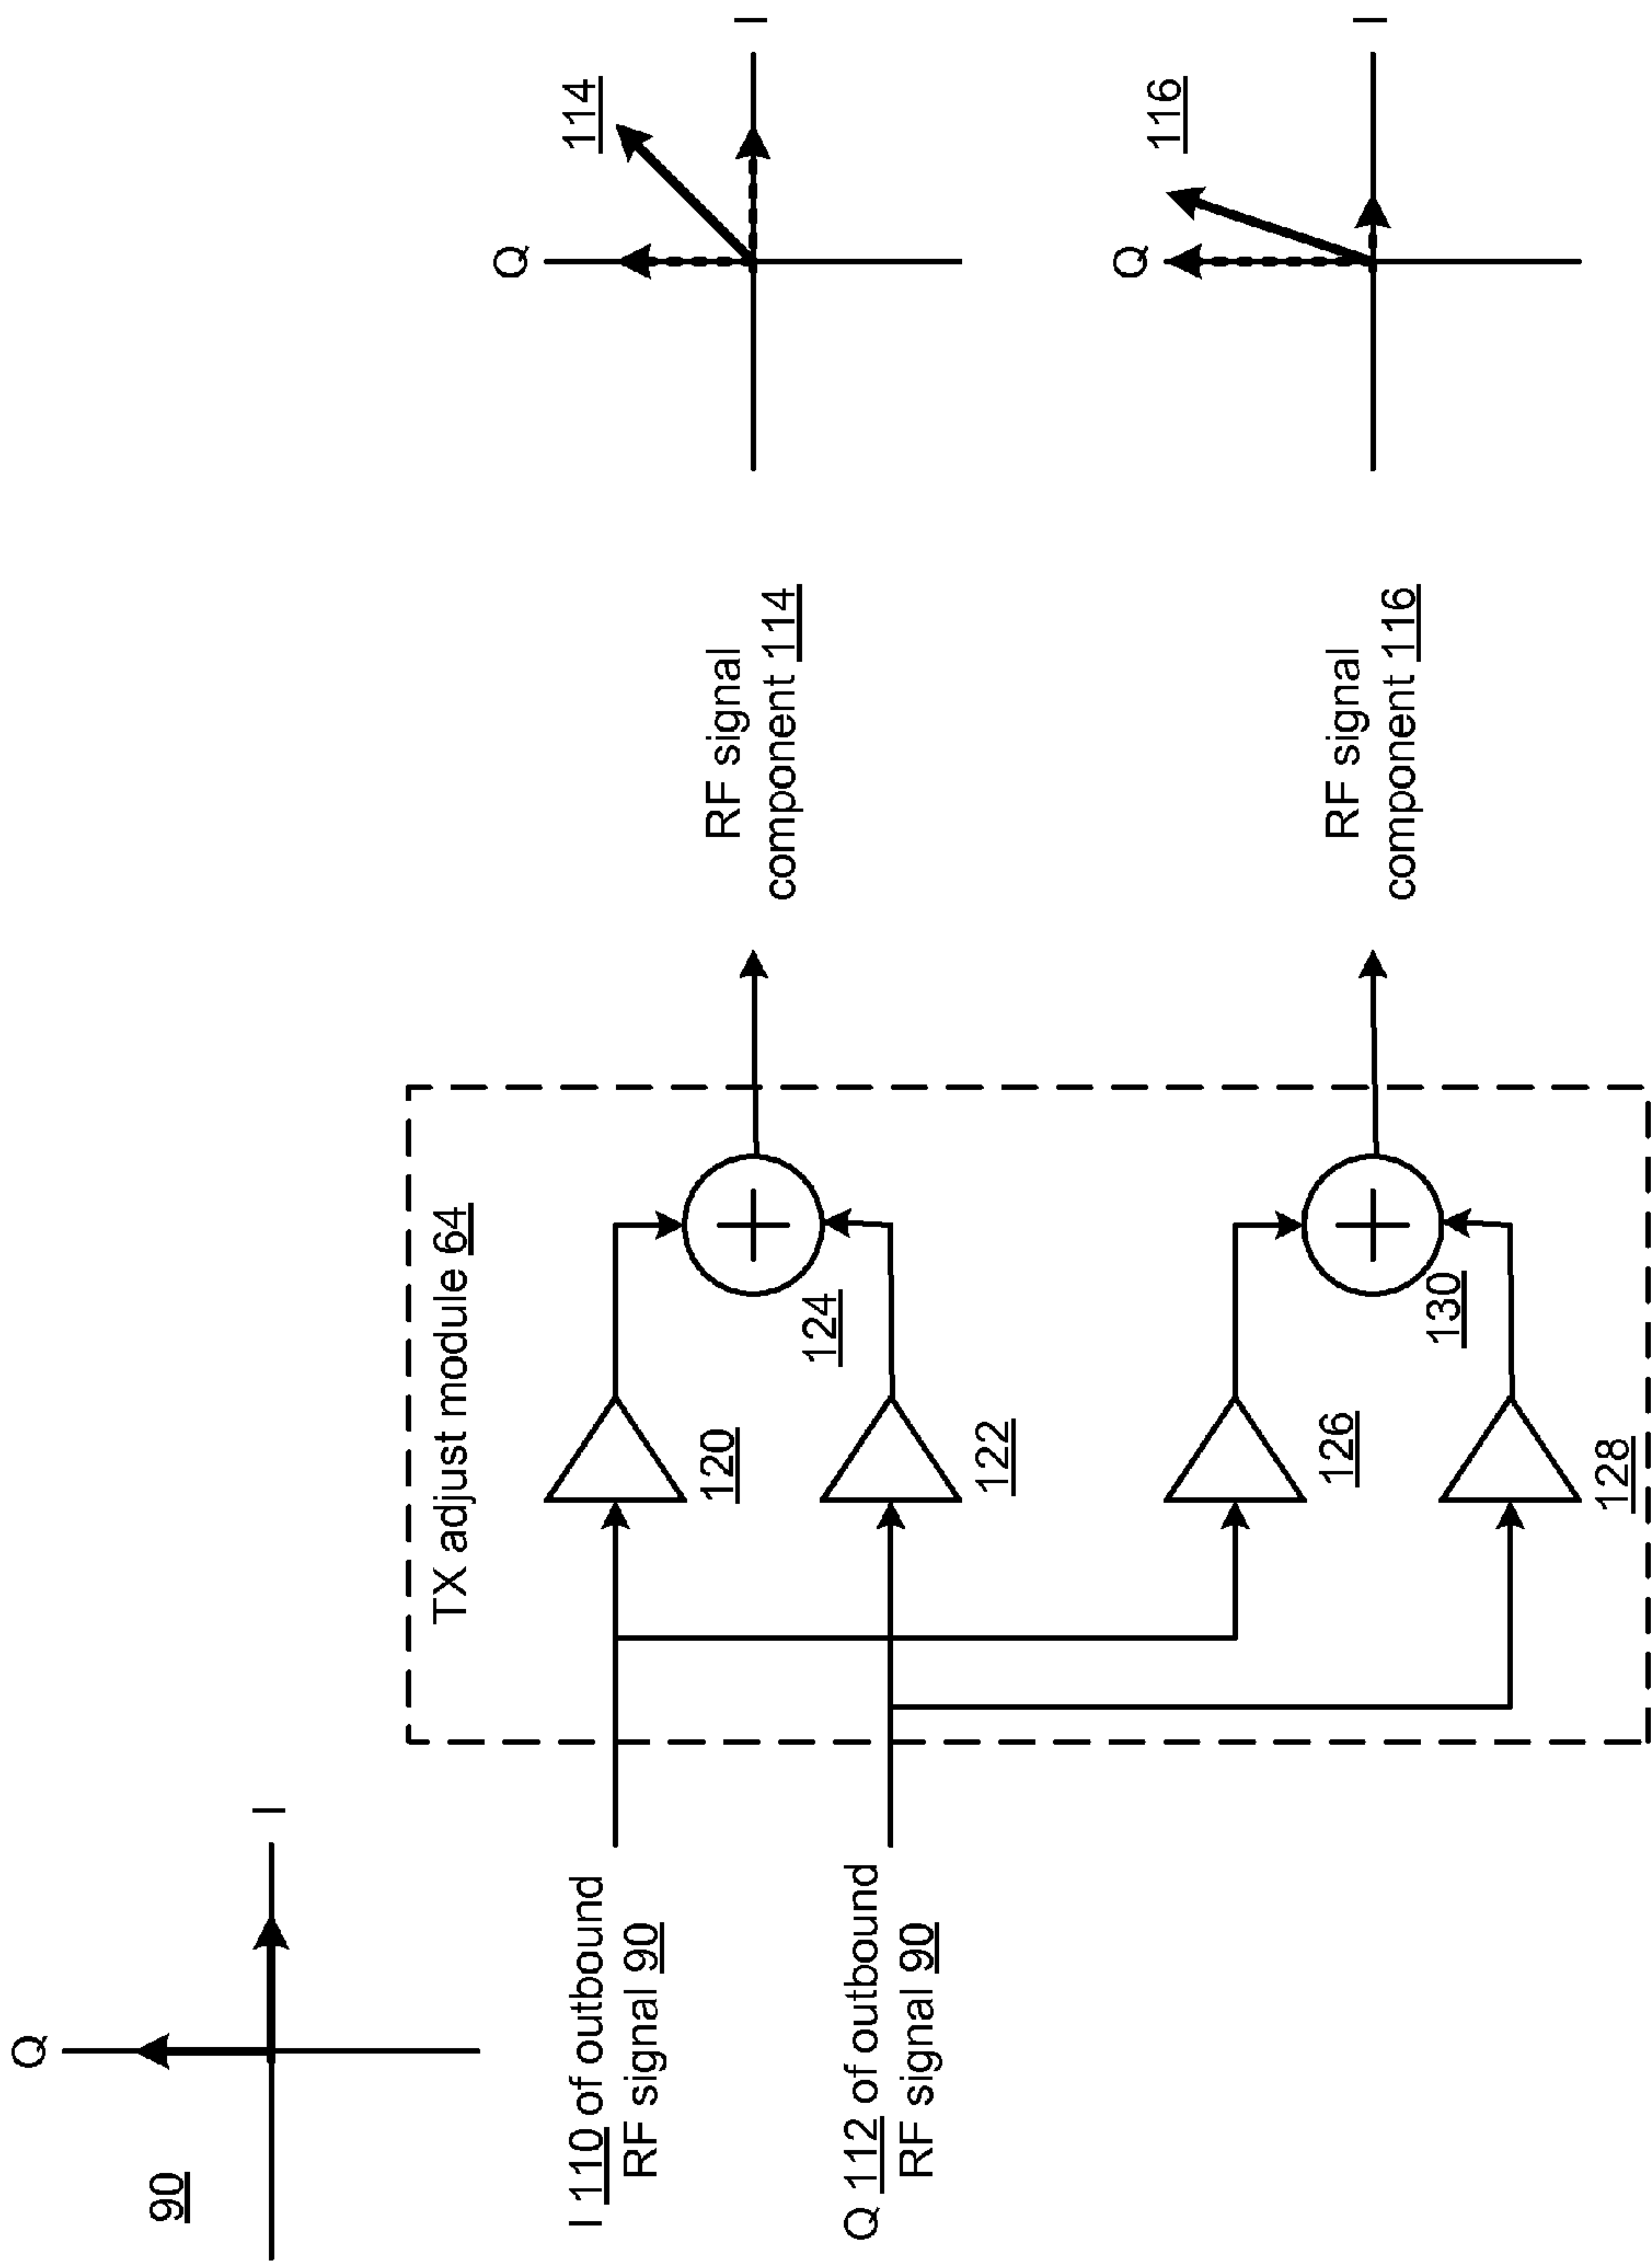 90
Q
I
I 110 of outbound
RF signal 90
Q 112 of outbound
RF signal 90
TX adjust module 64
120
122
124
126
128
130
RF signal
component 114
RF signal
component 116
Q
114
I
Q
116
I